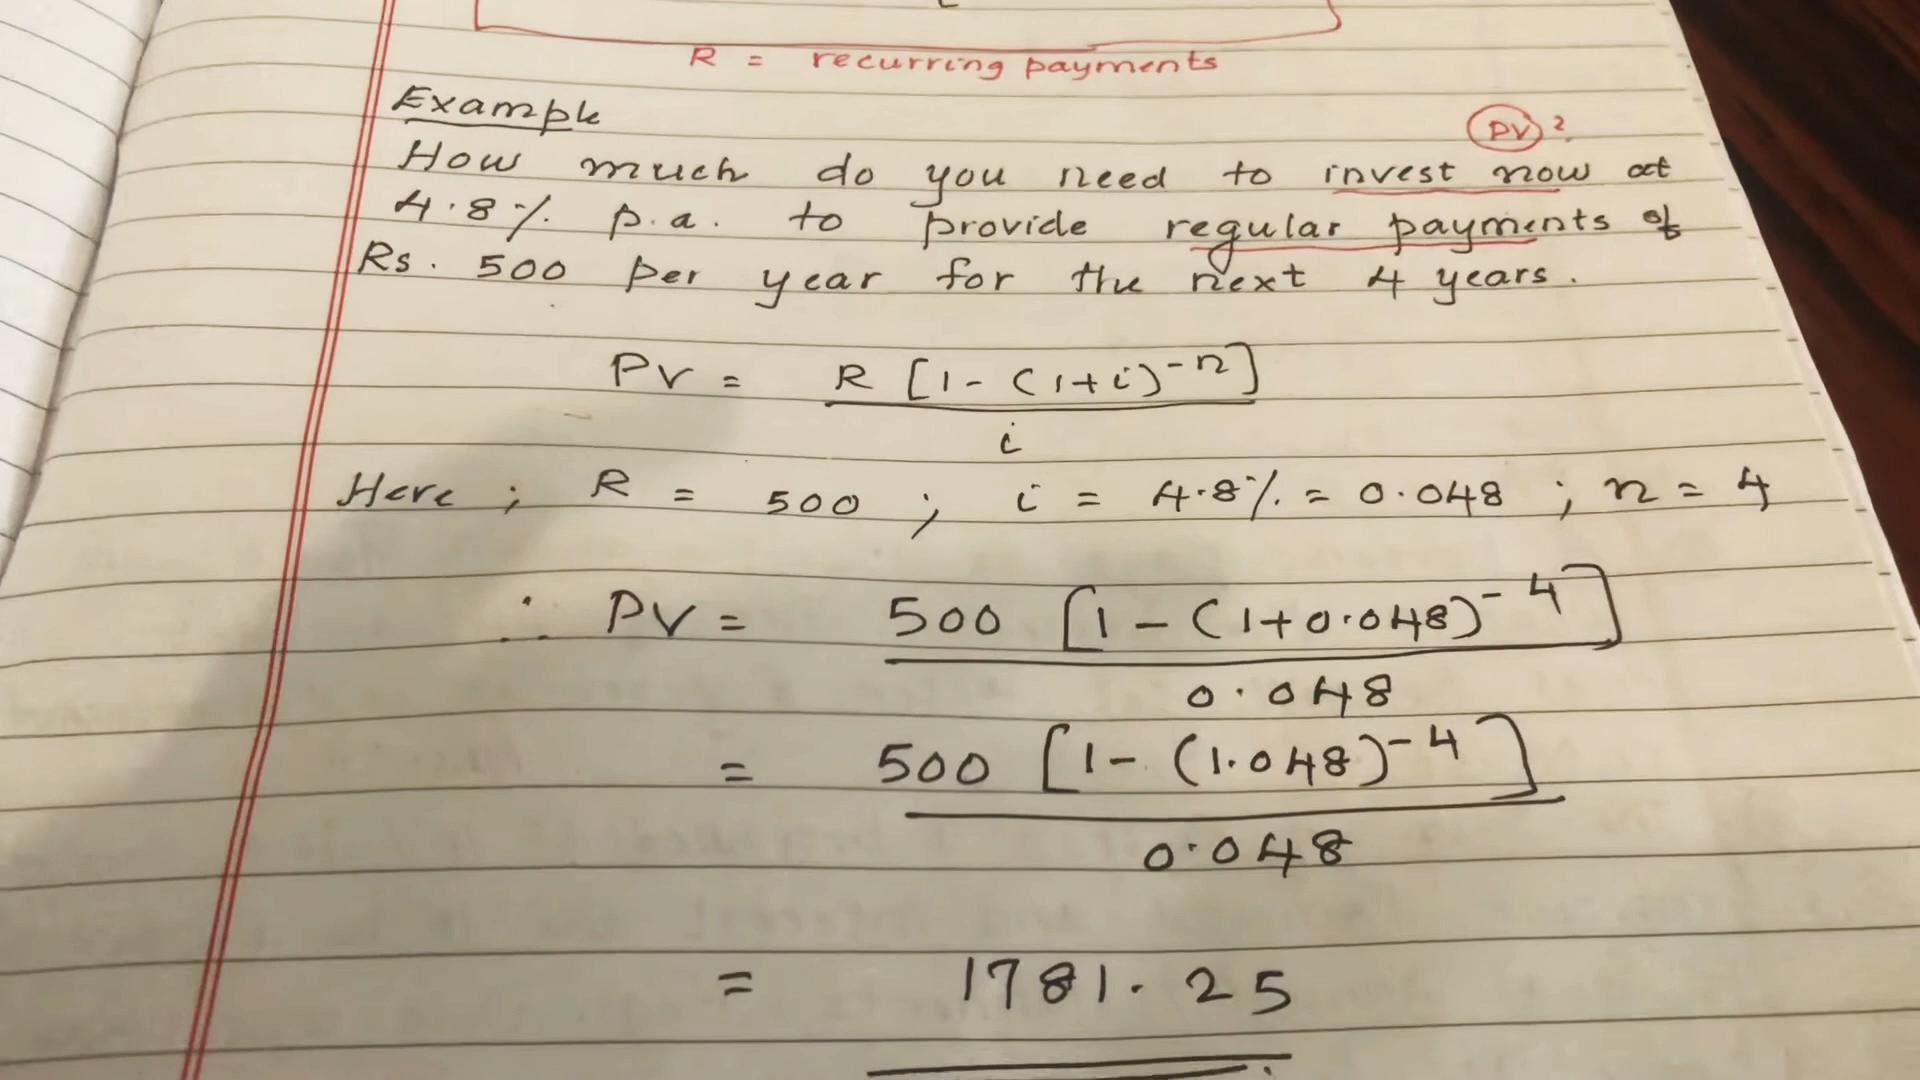 R = recurring payments
Example
PV ?
How much do you need to invest now at
4.8% p.a. to provide regular payments of
Rs. 500 per year for the next 4 years.
PV = R [1 - (1+i)^-n]
i
Here ; R = 500 ; i = 4.8% = 0.048 ; n = 4
∴ PV = 500 [1 - (1+0.048)^-4]
0.048
= 500 [1 - (1.048)^-4]
0.048
= 1781.25